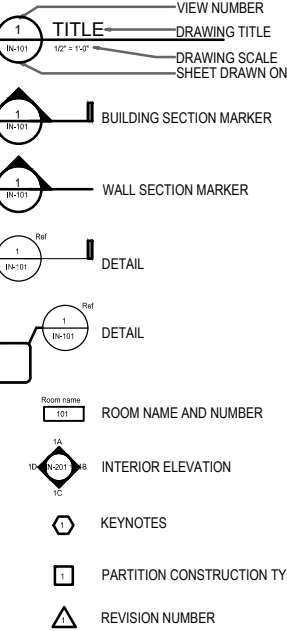 VIEW NUMBER
1 TITLE DRAWING TITLE
IN-101 1/2" = 1'-0" DRAWING SCALE
SHEET DRAWN ON
1
IN-101 BUILDING SECTION MARKER
1
IN-101 WALL SECTION MARKER
Ref
1
IN-101 DETAIL
Ref
1
IN-101 DETAIL
Room name
101 ROOM NAME AND NUMBER
1A
1D IN-201 1B INTERIOR ELEVATION
1C
1 KEYNOTES
1 PARTITION CONSTRUCTION TY
1 REVISION NUMBER